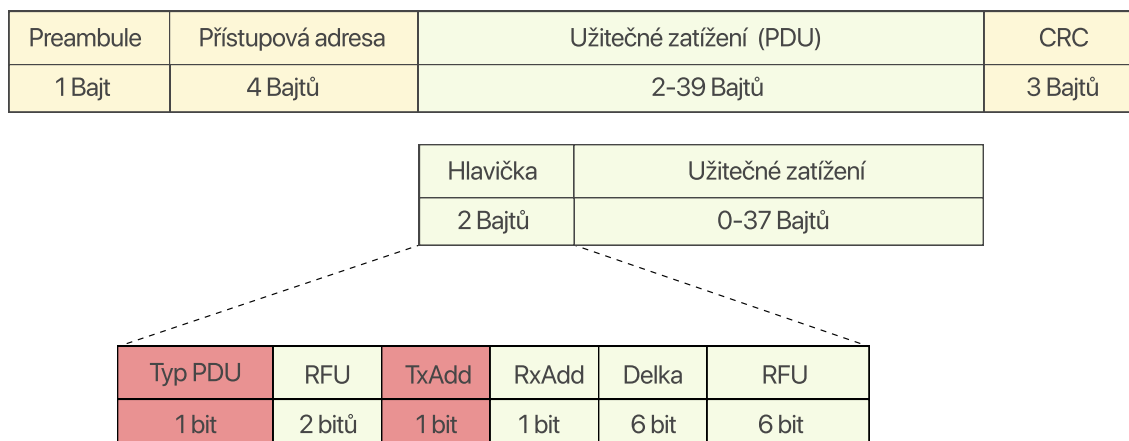 Preambule Přístupová adresa Užitečné zatížení (PDU) CRC
1 Bajt 4 Bajtů 2-39 Bajtů 3 Bajtů
Hlavička Užitečné zatížení
2 Bajtů 0-37 Bajtů
Typ PDU RFU TxAdd RxAdd Delka RFU
1 bit 2 bitů 1 bit 1 bit 6 bit 6 bit